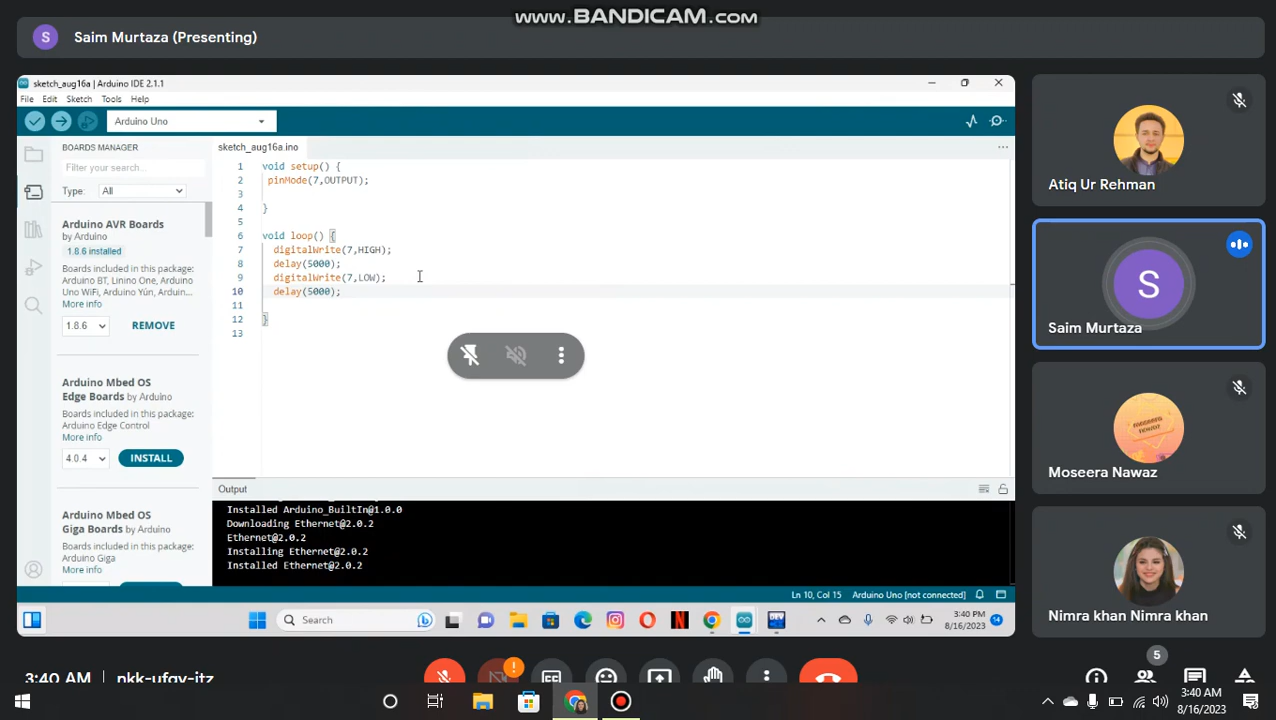 WWW.BANDICAM.COM
S Saim Murtaza (Presenting)
sketch_aug16a | Arduino IDE 2.1.1
File Edit Sketch Tools Help
Arduino Uno
BOARDS MANAGER
Filter your search...
Type: All
Arduino AVR Boards
by Arduino
1.8.6 installed
Boards included in this package:
Arduino BT, Linino One, Arduino
Uno WiFi, Arduino Yún, Arduin...
More info
1.8.6 REMOVE
Arduino Mbed OS
Edge Boards by Arduino
Boards included in this package:
Arduino Edge Control
More info
4.0.4 INSTALL
Arduino Mbed OS
Giga Boards by Arduino
Boards included in this package:
Arduino Giga
sketch_aug16a.ino
1 void setup() {
2 pinMode(7,OUTPUT);
3
4 }
5
6 void loop() {
7 digitalWrite(7,HIGH);
8 delay(5000);
9 digitalWrite(7,LOW);
10 delay(5000);
11
12 }
13
Output
Installed Arduino_BuiltIn@1.0.0
Downloading Ethernet@2.0.2
Ethernet@2.0.2
Installing Ethernet@2.0.2
Installed Ethernet@2.0.2
Ln 10, Col 15 Arduino Uno [not connected]
Search
DEV
3:40 PM
8/16/2023
14
Atiq Ur Rehman
S
Saim Murtaza
Moseera Nawaz
Nimra khan Nimra khan
3:40 AM nkk-ufqy-itz
5
3:40 AM
8/16/2023